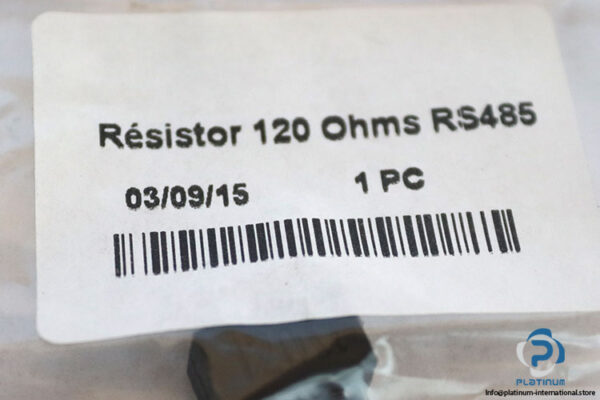 Résistor 120 Ohms RS485
03/09/15 1 PC
PLATINUM
Info@platinum-international.store